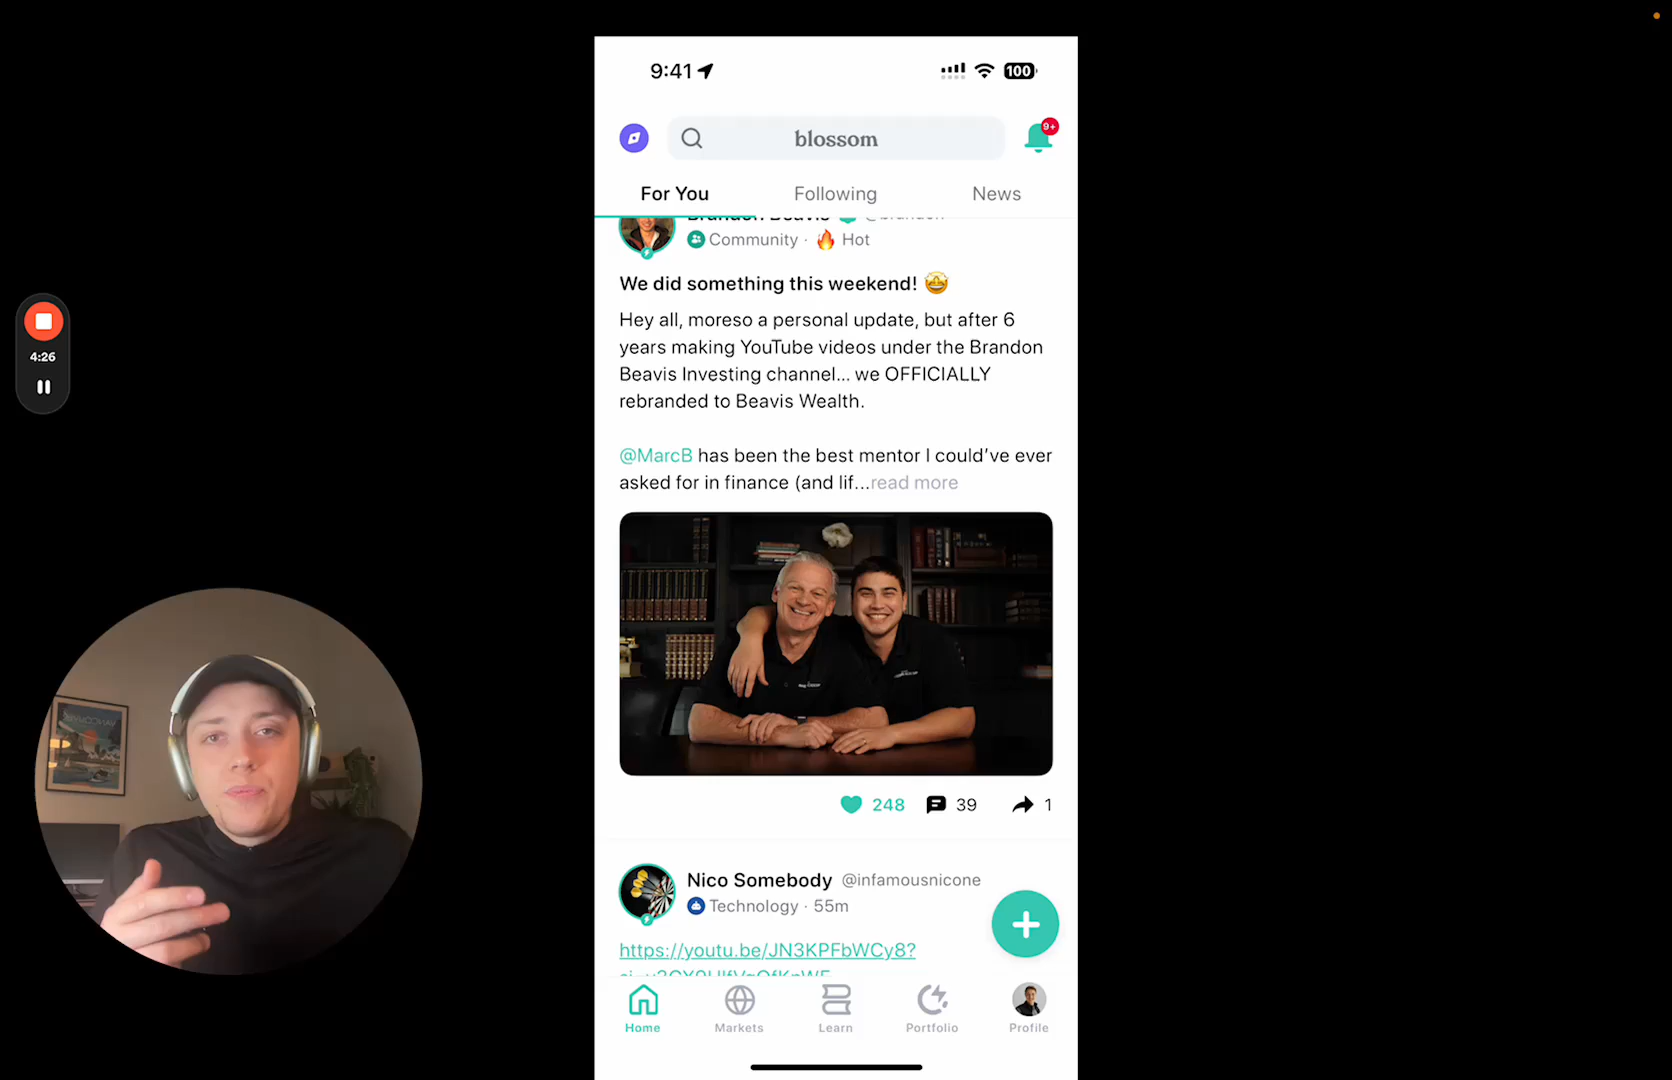 9:41
100
blossom
9+
For You
Following
News
Brandon Beavis @brandon
Community · Hot
We did something this weekend! 🤩
Hey all, moreso a personal update, but after 6
years making YouTube videos under the Brandon
Beavis Investing channel... we OFFICIALLY
rebranded to Beavis Wealth.
@MarcB has been the best mentor I could've ever
asked for in finance (and lif...read more
248
39
1
Nico Somebody @infamousnicone
Technology · 55m
https://youtu.be/JN3KPFbWCy8?
Home
Markets
Learn
Portfolio
Profile
4:26